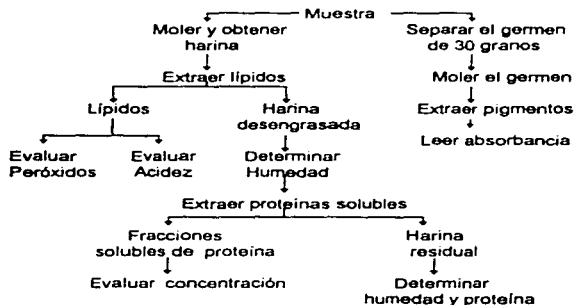 Muestra
Moler y obtener
harina
Separar el germen
de 30 granos
Extraer lípidos
Moler el germen
Lípidos
Harina
desengrasada
Extraer pigmentos
Leer absorbancia
Evaluar
Peróxidos
Evaluar
Acidez
Determinar
Humedad
Extraer proteínas solubles
Fracciones
solubles de proteína
Harina
residual
Evaluar concentración
Determinar
humedad y proteína